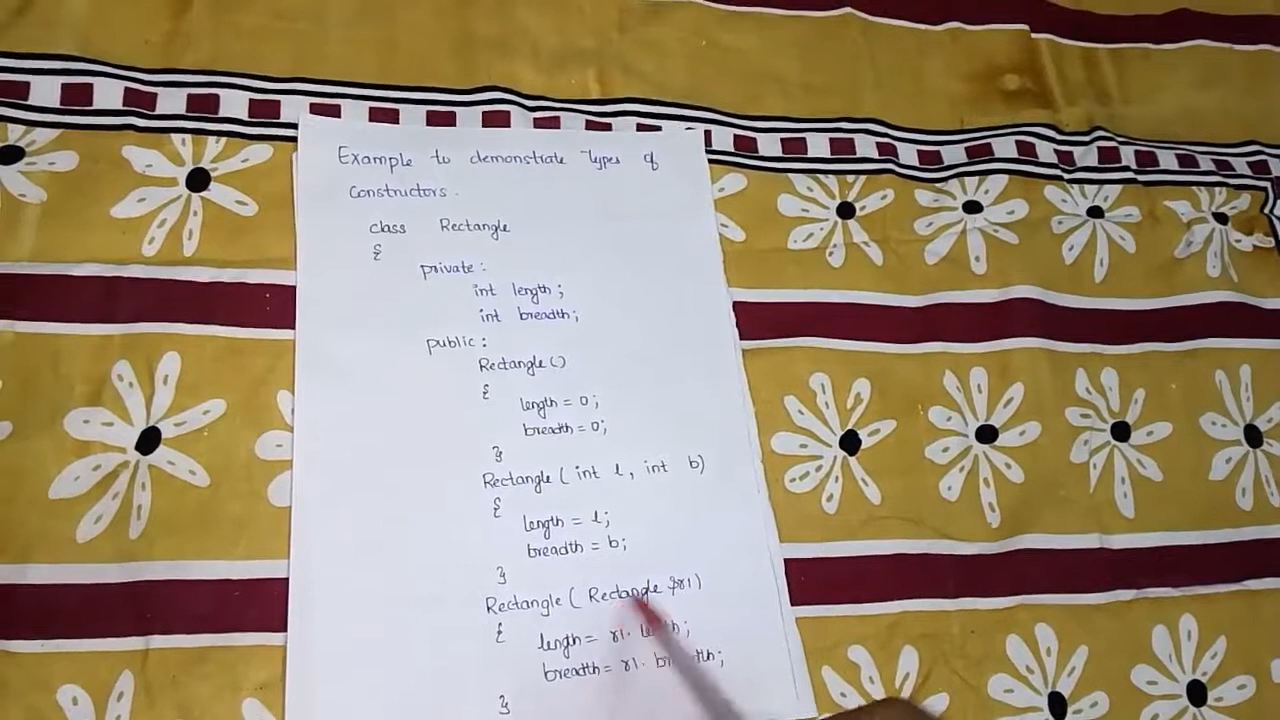 Example to demonstrate Types of
Constructors.
class Rectangle
{
private:
int length;
int breadth;
public:
Rectangle()
{
length = 0;
breadth = 0;
}
Rectangle ( int l, int b)
{
length = l;
breadth = b;
}
Rectangle ( Rectangle &r1)
{
length = r1.
breadth = r1.
}